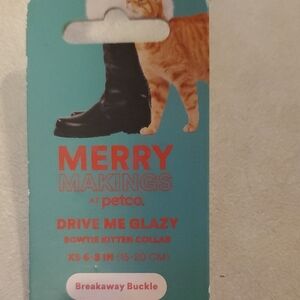 MERRY
MAKINGS
AT petco.
DRIVE ME GLAZY
BOWTIE KITTEN COLLAR
XS 6-8 IN (15-20 CM)
Breakaway Buckle